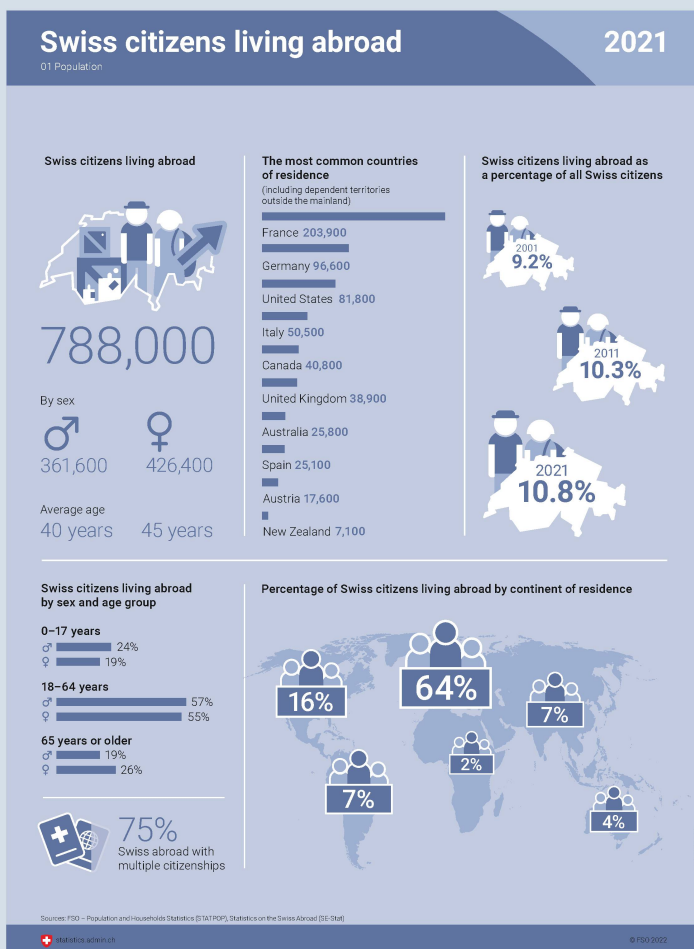 Swiss citizens living abroad
2021
01 Population
Swiss citizens living abroad
788,000
By sex
361,600
426,400
Average age
40 years
45 years
The most common countries
of residence
(including dependent territories
outside the mainland)
France 203,900
Germany 96,600
United States 81,800
Italy 50,500
Canada 40,800
United Kingdom 38,900
Australia 25,800
Spain 25,100
Austria 17,600
New Zealand 7,100
Swiss citizens living abroad as
a percentage of all Swiss citizens
2001
9.2%
2011
10.3%
2021
10.8%
Swiss citizens living abroad
by sex and age group
0–17 years
♂ 24%
♀ 19%
18–64 years
♂ 57%
♀ 55%
65 years or older
♂ 19%
♀ 26%
75%
Swiss abroad with
multiple citizenships
Percentage of Swiss citizens living abroad by continent of residence
16%
64%
7%
2%
7%
4%
Sources: FSO – Population and Households Statistics (STATPOP), Statistics on the Swiss Abroad (SE-Stat)
statistics.admin.ch
© FSO 2022